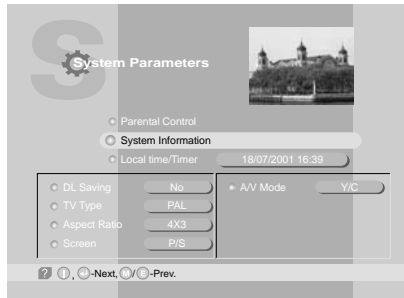 S
System Parameters
Parental Control
System Information
Local time/Timer 18/07/2001 16:39
DL Saving No
TV Type PAL
Aspect Ratio 4X3
Screen P/S
A/V Mode Y/C
? , -Next, M/E-Prev.